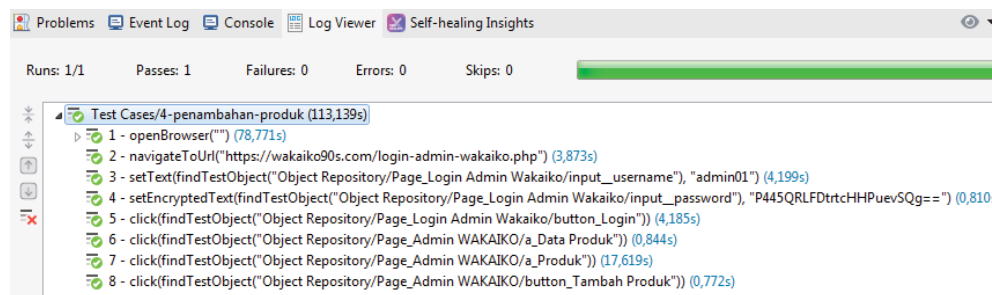 Problems Event Log Console Log Viewer Self-healing Insights
Runs: 1/1 Passes: 1 Failures: 0 Errors: 0 Skips: 0
Test Cases/4-penambahan-produk (113,139s)
1 - openBrowser("") (78,771s)
2 - navigateToUrl("https://wakaiko90s.com/login-admin-wakaiko.php") (3,873s)
3 - setText(findTestObject("Object Repository/Page_Login Admin Wakaiko/input__username"), "admin01") (4,199s)
4 - setEncryptedText(findTestObject("Object Repository/Page_Login Admin Wakaiko/input__password"), "P445QRLFDtrtcHHPuevSQg==") (0,810s
5 - click(findTestObject("Object Repository/Page_Login Admin Wakaiko/button_Login")) (4,185s)
6 - click(findTestObject("Object Repository/Page_Admin WAKAIKO/a_Data Produk")) (0,844s)
7 - click(findTestObject("Object Repository/Page_Admin WAKAIKO/a_Produk")) (17,619s)
8 - click(findTestObject("Object Repository/Page_Admin WAKAIKO/button_Tambah Produk")) (0,772s)